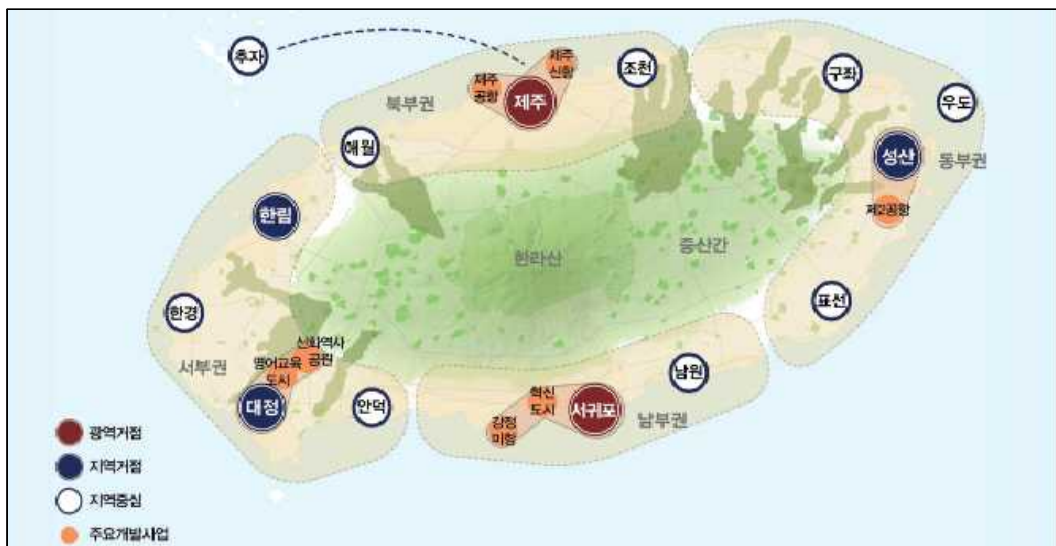 추자
제주
신항
조천
구좌
제주
공항
제주
북부권
우도
애월
성산
동부권
한림
제2공항
중산간
한라산
표선
한경
신화역사
공원
서부권
영어교육
도시
남원
혁신
도시
대정
안덕
서귀포
강정
미항
남부권
광역거점
지역거점
지역중심
주요개발사업